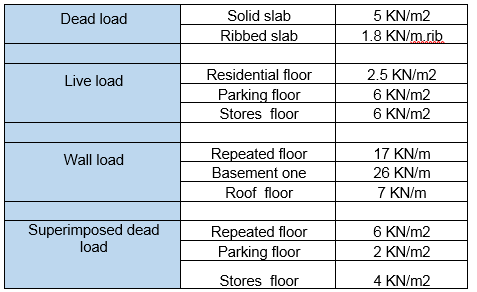 Dead load Solid slab 5 KN/m2
Ribbed slab 1.8 KN/m.rib
Live load Residential floor 2.5 KN/m2
Parking floor 6 KN/m2
Stores floor 6 KN/m2
Wall load Repeated floor 17 KN/m
Basement one 26 KN/m
Roof floor 7 KN/m
Superimposed dead load Repeated floor 6 KN/m2
Parking floor 2 KN/m2
Stores floor 4 KN/m2